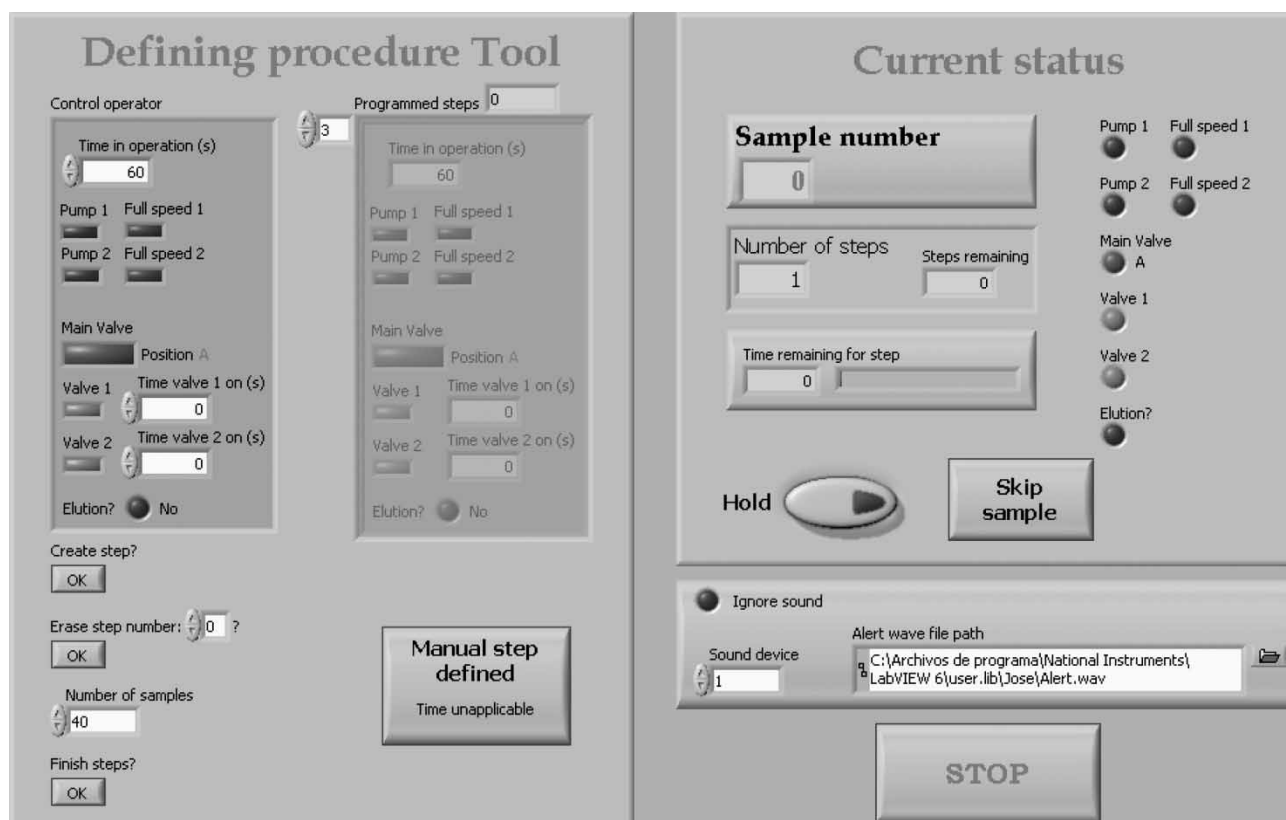 Defining procedure Tool
Control operator
Time in operation (s)
60
Pump 1 Full speed 1
Pump 2 Full speed 2
Main Valve
Position A
Valve 1 Time valve 1 on (s)
0
Valve 2 Time valve 2 on (s)
0
Elution? No
Programmed steps 0
3
Time in operation (s)
60
Pump 1 Full speed 1
Pump 2 Full speed 2
Main Valve
Position A
Valve 1 Time valve 1 on (s)
0
Valve 2 Time valve 2 on (s)
0
Elution? No
Create step?
OK
Erase step number: 0 ?
OK
Number of samples
40
Finish steps?
OK
Manual step
defined
Time unapplicable
Current status
Sample number
0
Number of steps
1
Steps remaining
0
Time remaining for step
0
Pump 1 Full speed 1
Pump 2 Full speed 2
Main Valve
A
Valve 1
Valve 2
Elution?
Hold
Skip
sample
Ignore sound
Sound device
1
Alert wave file path
C:\Archivos de programa\National Instruments\
LabVIEW 6\user.lib\Jose\Alert.wav
STOP